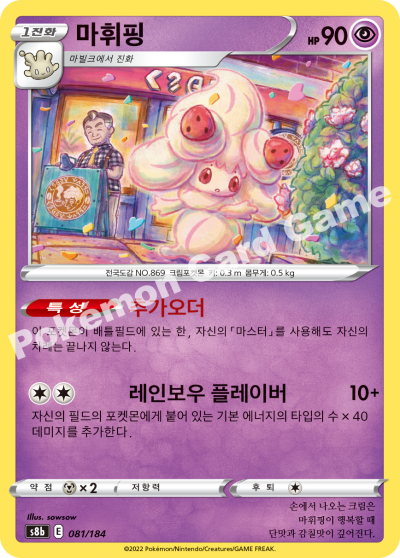 1진화
마휘핑
HP 90
마빌크에서 진화
전국도감 NO.869 크림포켓몬 키: 0.3 m 몸무게: 0.5 kg
특성 추가오더
이 포켓몬이 배틀필드에 있는 한, 자신의 「마스터」를 사용해도 자신의
차례는 끝나지 않는다.
레인보우 플레이버 10+
자신의 필드의 포켓몬에게 붙어 있는 기본 에너지의 타입의 수 × 40
데미지를 추가한다.
약점 ×2 저항력 후퇴
Illus. sowsow
s8b E 081/184
손에서 나오는 크림은
마휘핑이 행복할 때
단맛과 감칠맛이 깊어진다.
©2022 Pokémon/Nintendo/Creatures/GAME FREAK.
Pokémon Card Game